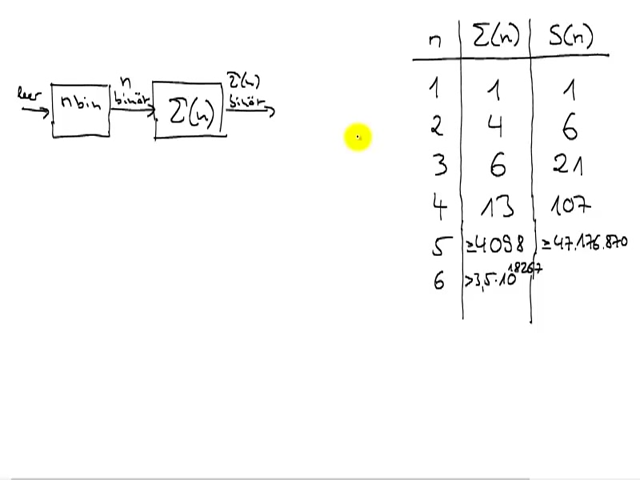 leer
n bin
n
binär
Σ(n)
Σ(n)
binär
n Σ(n) S(n)
1 1 1
2 4 6
3 6 21
4 13 107
5 ≥4098 ≥47.176.870
6 >3,5·10^18267